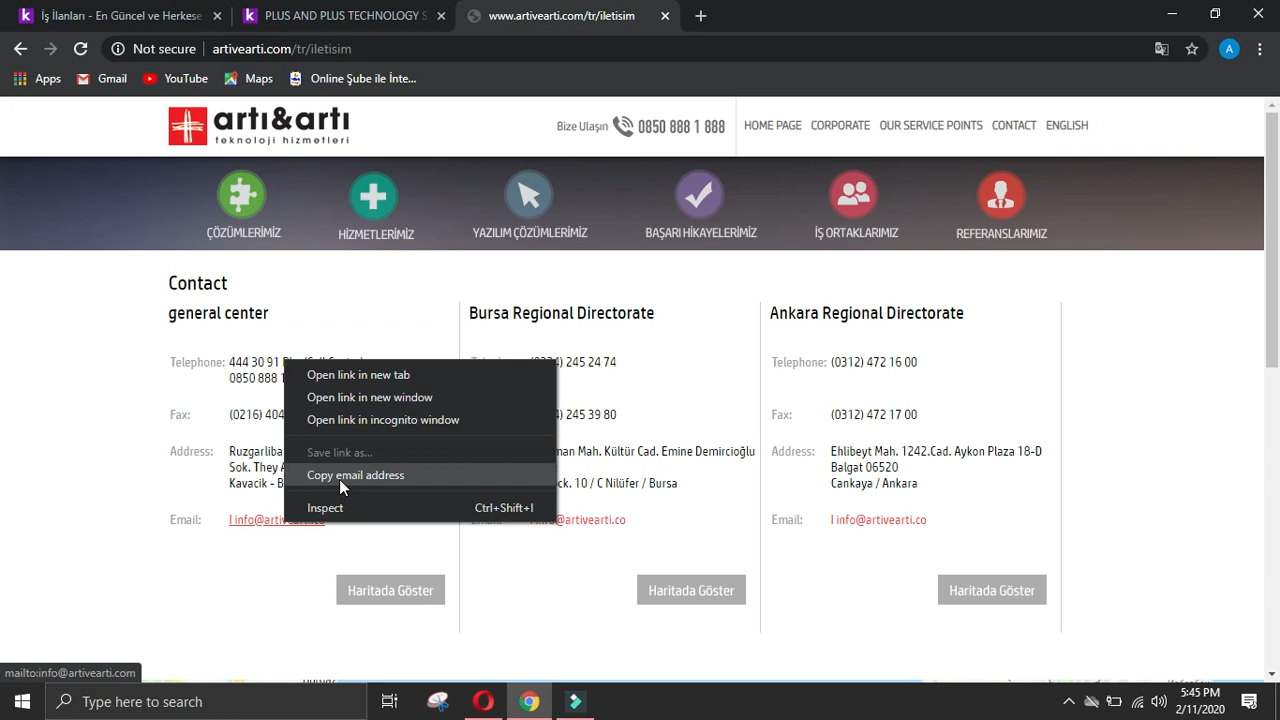 İş İlanları - En Güncel ve Herkese
PLUS AND PLUS TECHNOLOGY S
www.artivearti.com/tr/iletisim
Not secure
artivearti.com/tr/iletisim
A
Apps
Gmail
YouTube
Maps
Online Şube ile İnte...
artı&artı
teknoloji hizmetleri
Bize Ulaşın 0850 888 1 888
HOME PAGE
CORPORATE
OUR SERVICE POINTS
CONTACT
ENGLISH
ÇÖZÜMLERİMİZ
HİZMETLERİMİZ
YAZILIM ÇÖZÜMLERİMİZ
BAŞARI HİKAYELERİMİZ
İŞ ORTAKLARIMIZ
REFERANSLARIMIZ
Contact
general center
Telephone: 444 30 91
0850 888 1
Fax: (0216) 404
Address: Ruzgarlıba
Sok. They A
Kavacik - B
Email: I info@artivearti.co
Haritada Göster
Open link in new tab
Open link in new window
Open link in incognito window
Save link as...
Copy email address
Inspect Ctrl+Shift+I
Bursa Regional Directorate
245 24 74
245 39 80
man Mah. Kültür Cad. Emine Demircioğlu
k. 10 / C Nilüfer / Bursa
info@artivearti.co
Haritada Göster
Ankara Regional Directorate
Telephone: (0312) 472 16 00
Fax: (0312) 472 17 00
Address: Ehlibeyt Mah. 1242.Cad. Aykon Plaza 18-D
Balgat 06520
Cankaya / Ankara
Email: I info@artivearti.co
Haritada Göster
mailto:info@artivearti.com
Type here to search
5:45 PM
2/11/2020